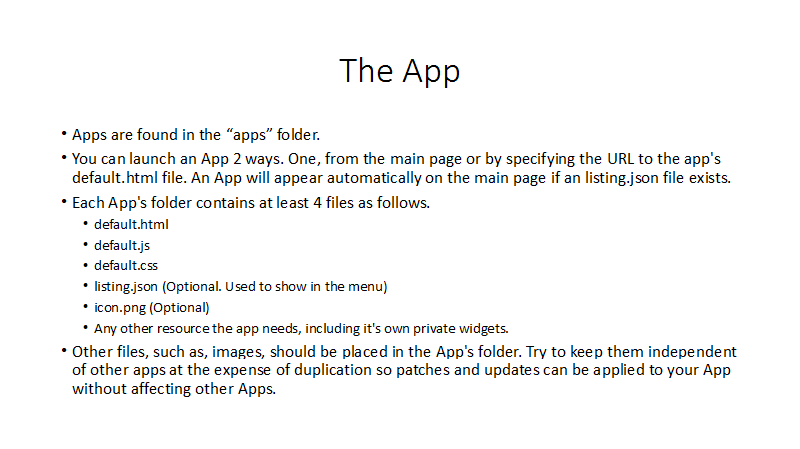 The App
• Apps are found in the “apps” folder.
• You can launch an App 2 ways. One, from the main page or by specifying the URL to the app's
default.html file. An App will appear automatically on the main page if an listing.json file exists.
• Each App's folder contains at least 4 files as follows.
• default.html
• default.js
• default.css
• listing.json (Optional. Used to show in the menu)
• icon.png (Optional)
• Any other resource the app needs, including it's own private widgets.
• Other files, such as, images, should be placed in the App's folder. Try to keep them independent
of other apps at the expense of duplication so patches and updates can be applied to your App
without affecting other Apps.